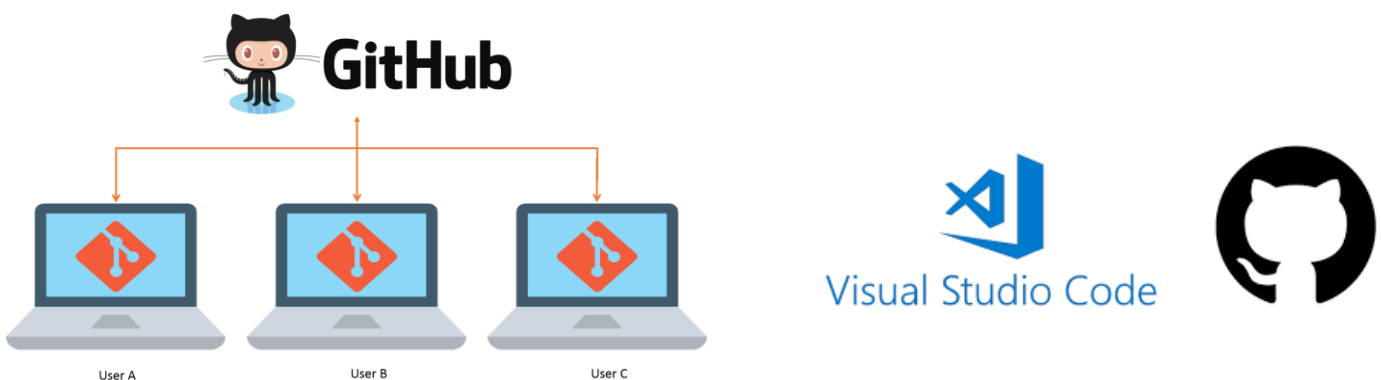 GitHub
User A
User B
User C
Visual Studio Code